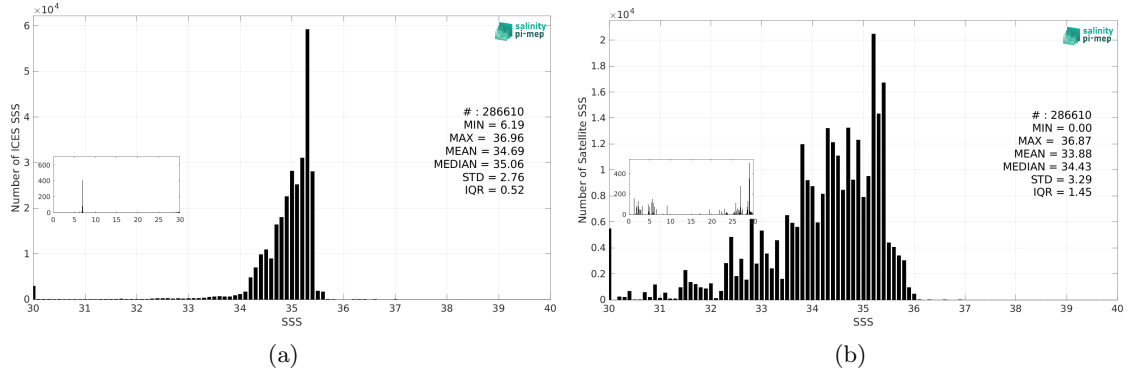 ×10⁴
6
5
4
3
2
1
0
Number of ICES SSS
salinity
pi-mep
# : 286610
MIN = 6.19
MAX = 36.96
MEAN = 34.69
MEDIAN = 35.06
STD = 2.76
IQR = 0.52
600
400
200
0
0 5 10 15 20 25 30
30 31 32 33 34 35 36 37 38 39 40
SSS
(a)
×10⁴
2
1.8
1.6
1.4
1.2
1
0.8
0.6
0.4
0.2
0
Number of Satellite SSS
salinity
pi-mep
# : 286610
MIN = 0.00
MAX = 36.87
MEAN = 33.88
MEDIAN = 34.43
STD = 3.29
IQR = 1.45
400
200
0
0 5 10 15 20 25 30
30 31 32 33 34 35 36 37 38 39 40
SSS
(b)